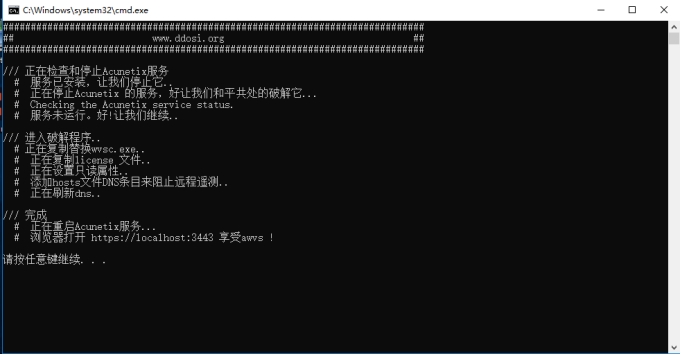 C:\Windows\system32\cmd.exe
################################################################################
## www.ddosi.org ##
################################################################################
/// 正在检查和停止Acunetix服务
# 服务已安装，让我们停止它..
# 正在停止Acunetix 的服务，好让我们和平共处的破解它...
# Checking the Acunetix service status.
# 服务未运行。好!让我们继续..
/// 进入破解程序..
# 正在复制替换wvsc.exe..
# 正在复制license 文件..
# 正在设置只读属性..
# 添加hosts文件DNS条目来阻止远程遥测..
# 正在刷新dns..
/// 完成
# 正在重启Acunetix服务...
# 浏览器打开 https://localhost:3443 享受awvs !
请按任意键继续. . .